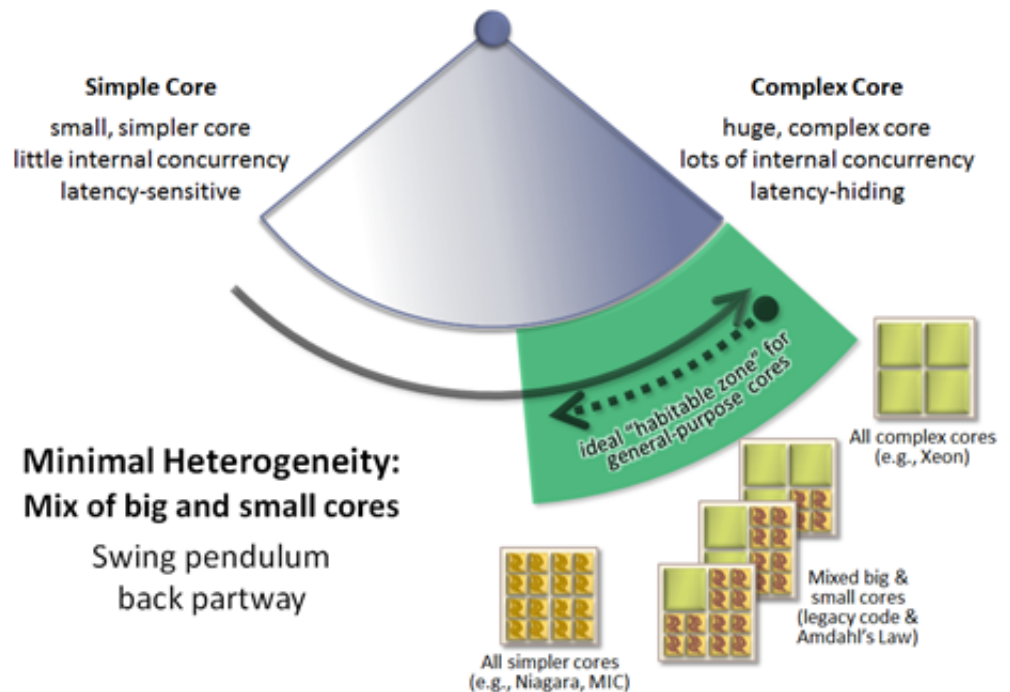 Simple Core
small, simpler core
little internal concurrency
latency-sensitive
Complex Core
huge, complex core
lots of internal concurrency
latency-hiding
ideal "habitable zone" for
general-purpose cores
Minimal Heterogeneity:
Mix of big and small cores
Swing pendulum
back partway
All complex cores
(e.g., Xeon)
Mixed big &
small cores
(legacy code &
Amdahl's Law)
All simpler cores
(e.g., Niagara, MIC)